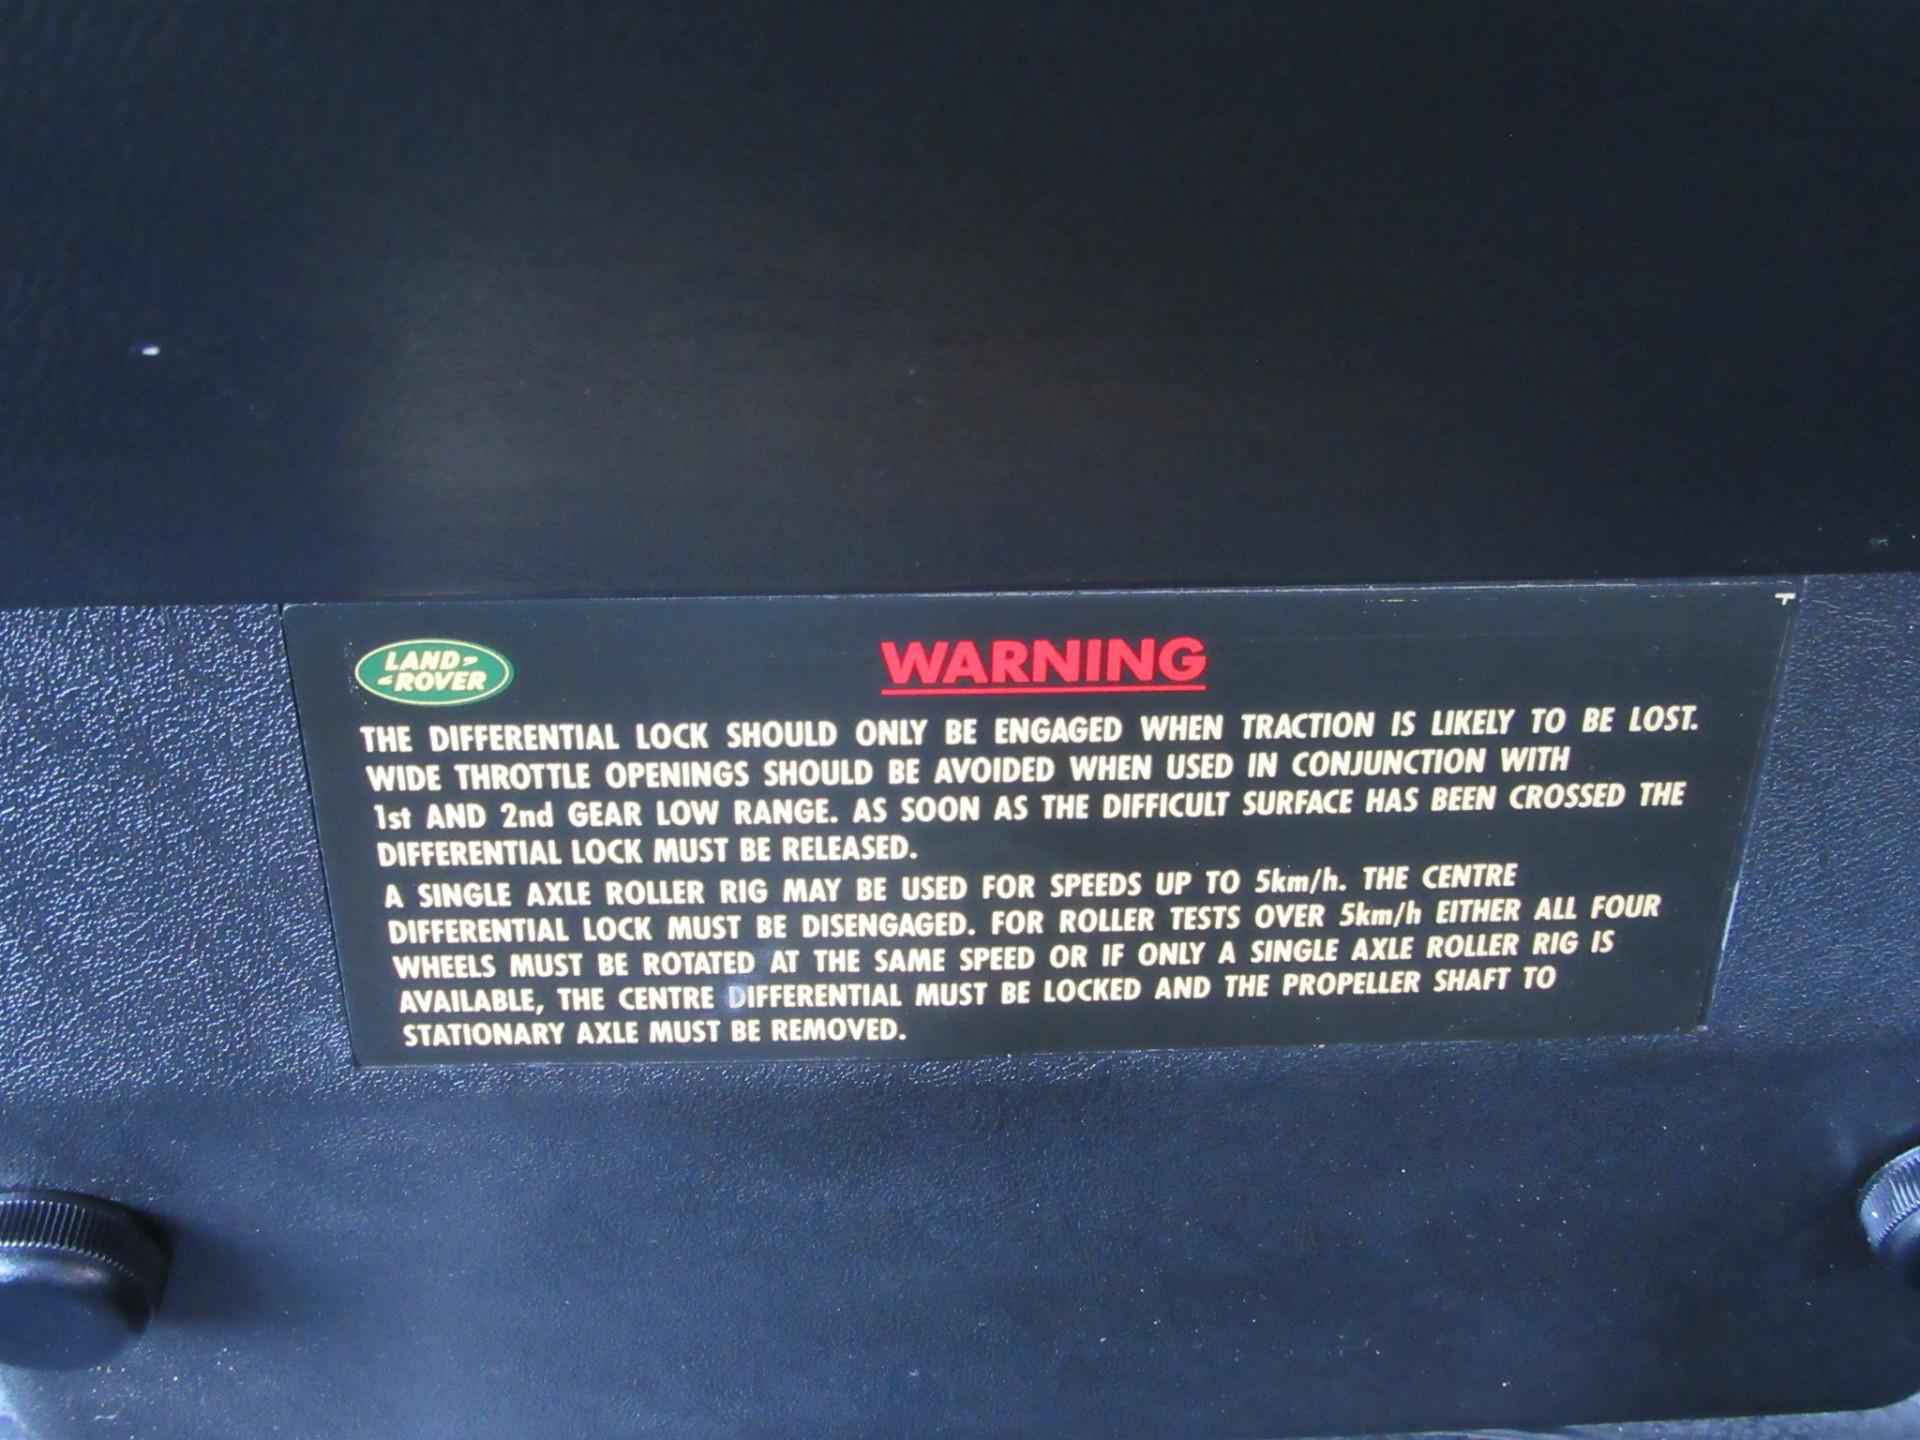 LAND
ROVER
WARNING
THE DIFFERENTIAL LOCK SHOULD ONLY BE ENGAGED WHEN TRACTION IS LIKELY TO BE LOST.
WIDE THROTTLE OPENINGS SHOULD BE AVOIDED WHEN USED IN CONJUNCTION WITH
1st AND 2nd GEAR LOW RANGE. AS SOON AS THE DIFFICULT SURFACE HAS BEEN CROSSED THE
DIFFERENTIAL LOCK MUST BE RELEASED.
A SINGLE AXLE ROLLER RIG MAY BE USED FOR SPEEDS UP TO 5km/h. THE CENTRE
DIFFERENTIAL LOCK MUST BE DISENGAGED. FOR ROLLER TESTS OVER 5km/h EITHER ALL FOUR
WHEELS MUST BE ROTATED AT THE SAME SPEED OR IF ONLY A SINGLE AXLE ROLLER RIG IS
AVAILABLE, THE CENTRE DIFFERENTIAL MUST BE LOCKED AND THE PROPELLER SHAFT TO
STATIONARY AXLE MUST BE REMOVED.